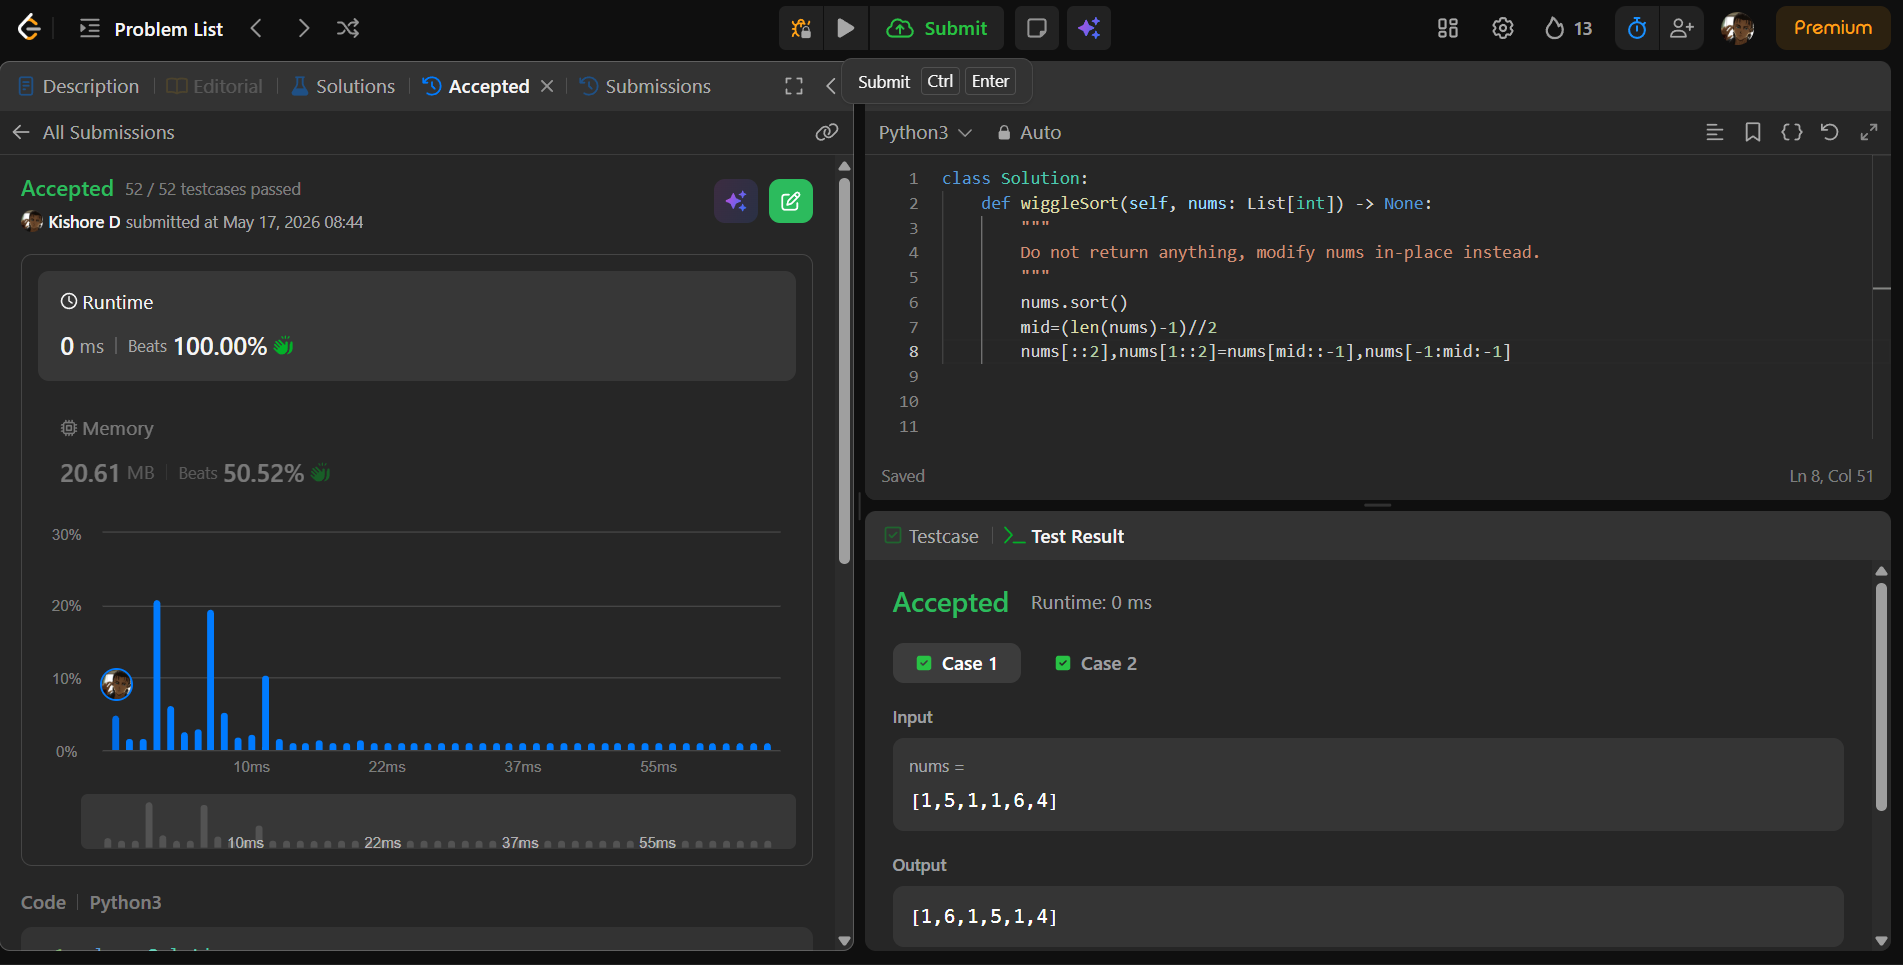 Problem List
Submit
13
Premium
Description
Editorial
Solutions
Accepted
Submissions
Submit Ctrl Enter
All Submissions
Accepted 52 / 52 testcases passed
Kishore D submitted at May 17, 2026 08:44
Runtime
0 ms Beats 100.00%
Memory
20.61 MB Beats 50.52%
30%
20%
10%
0%
10ms 22ms 37ms 55ms
10ms 22ms 37ms 55ms
Code Python3
Python3 Auto
1 class Solution:
2 def wiggleSort(self, nums: List[int]) -> None:
3 """
4 Do not return anything, modify nums in-place instead.
5 """
6 nums.sort()
7 mid=(len(nums)-1)//2
8 nums[::2],nums[1::2]=nums[mid::-1],nums[-1:mid:-1]
9
10
11
Saved
Ln 8, Col 51
Testcase
Test Result
Accepted Runtime: 0 ms
Case 1 Case 2
Input
nums =
[1,5,1,1,6,4]
Output
[1,6,1,5,1,4]